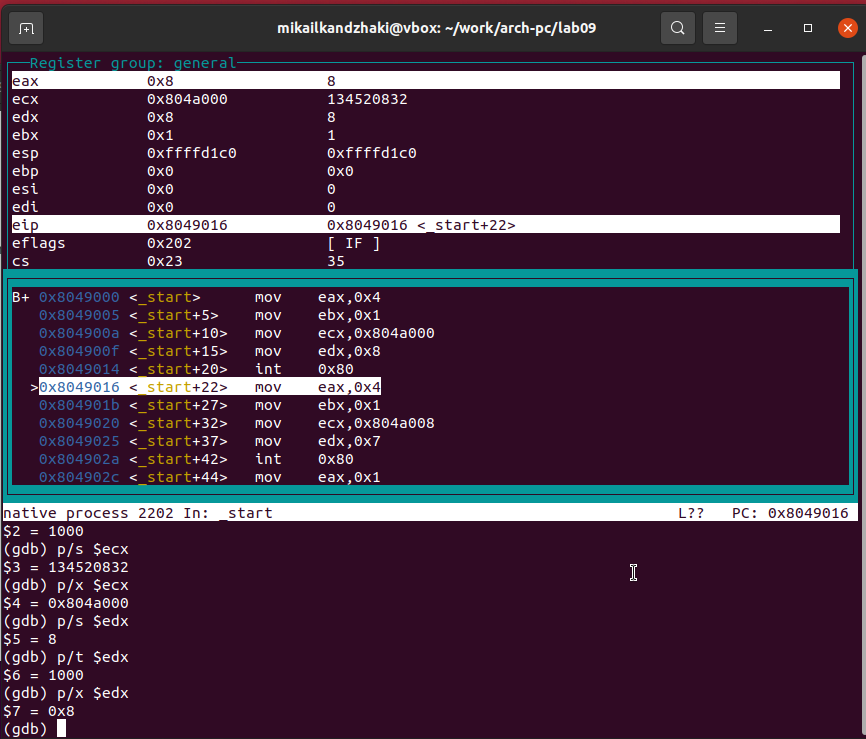 mikailkandzhaki@vbox: ~/work/arch-pc/lab09
Register group: general
eax 0x8 8
ecx 0x804a000 134520832
edx 0x8 8
ebx 0x1 1
esp 0xffffd1c0 0xffffd1c0
ebp 0x0 0x0
esi 0x0 0
edi 0x0 0
eip 0x8049016 0x8049016 <_start+22>
eflags 0x202 [ IF ]
cs 0x23 35
B+ 0x8049000 <_start> mov eax,0x4
0x8049005 <_start+5> mov ebx,0x1
0x804900a <_start+10> mov ecx,0x804a000
0x804900f <_start+15> mov edx,0x8
0x8049014 <_start+20> int 0x80
>0x8049016 <_start+22> mov eax,0x4
0x804901b <_start+27> mov ebx,0x1
0x8049020 <_start+32> mov ecx,0x804a008
0x8049025 <_start+37> mov edx,0x7
0x804902a <_start+42> int 0x80
0x804902c <_start+44> mov eax,0x1
native process 2202 In: _start L?? PC: 0x8049016
$2 = 1000
(gdb) p/s $ecx
$3 = 134520832
(gdb) p/x $ecx
$4 = 0x804a000
(gdb) p/s $edx
$5 = 8
(gdb) p/t $edx
$6 = 1000
(gdb) p/x $edx
$7 = 0x8
(gdb)